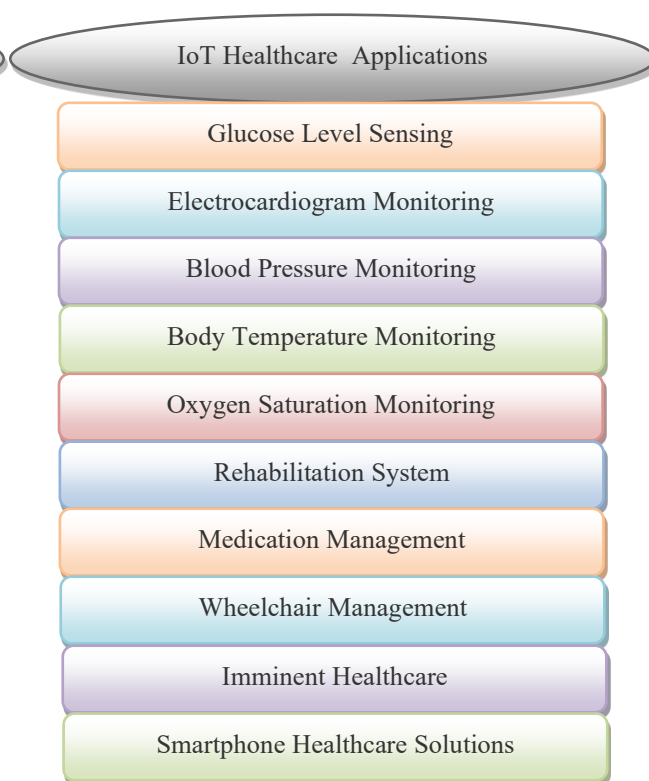 IoT Healthcare Applications
Glucose Level Sensing
Electrocardiogram Monitoring
Blood Pressure Monitoring
Body Temperature Monitoring
Oxygen Saturation Monitoring
Rehabilitation System
Medication Management
Wheelchair Management
Imminent Healthcare
Smartphone Healthcare Solutions